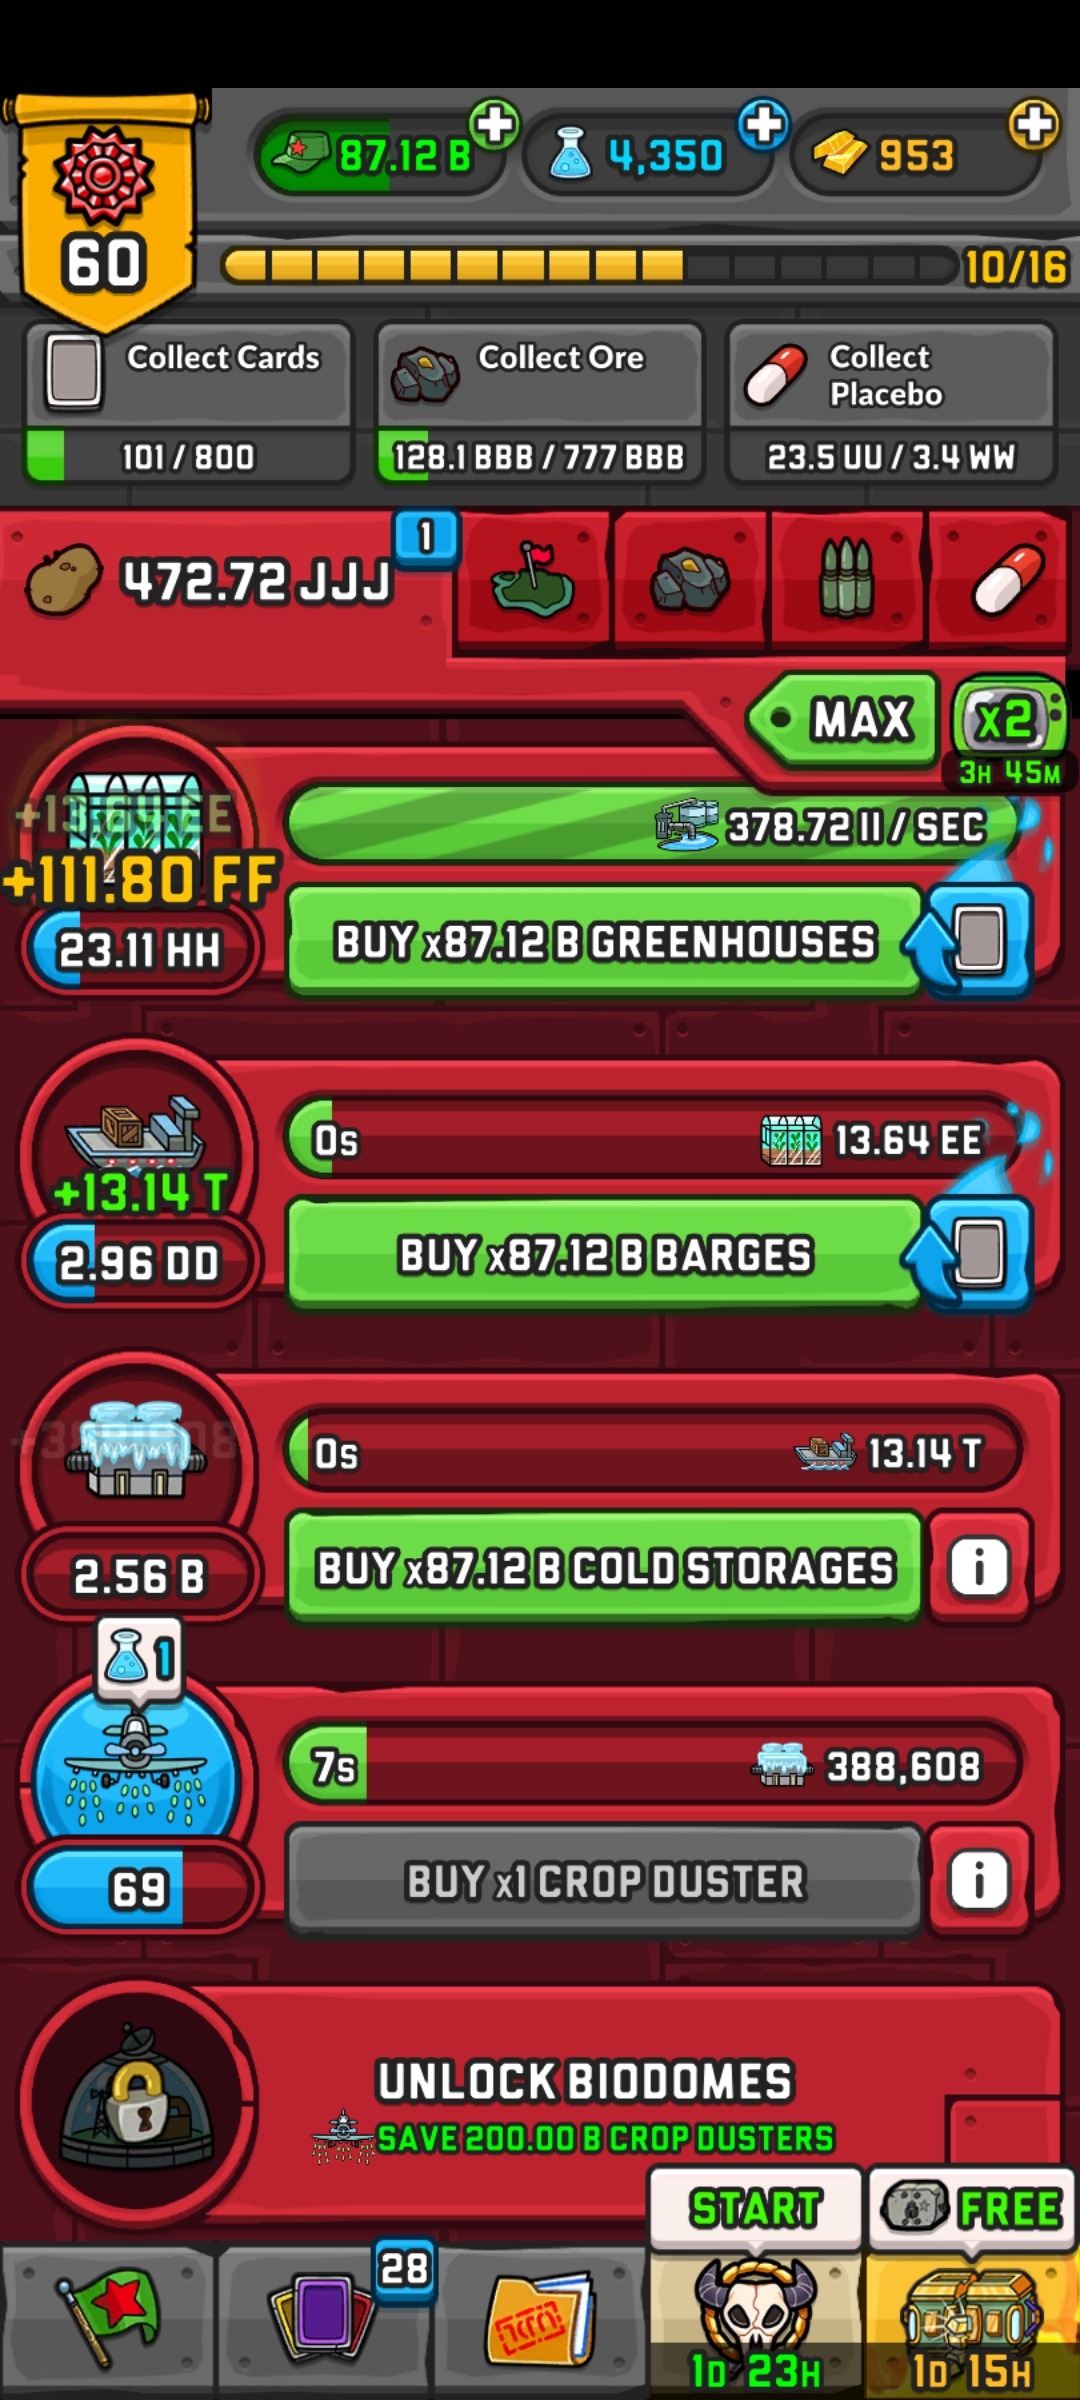 87.12 B
4,350
953
60
10/16
Collect Cards
101 / 800
Collect Ore
128.1 BBB / 777 BBB
Collect
Placebo
23.5 UU / 3.4 WW
472.72 JJJ
1
MAX
x2
3H 45M
+13.64 EE
+111.80 FF
378.72 II / SEC
23.11 HH
BUY x87.12 B GREENHOUSES
0s
13.64 EE
+13.14 T
2.96 DD
BUY x87.12 B BARGES
0s
13.14 T
2.56 B
BUY x87.12 B COLD STORAGES
i
1
7s
388,608
69
BUY x1 CROP DUSTER
i
UNLOCK BIODOMES
SAVE 200.00 B CROP DUSTERS
START
FREE
28
1D 23H
1D 15H